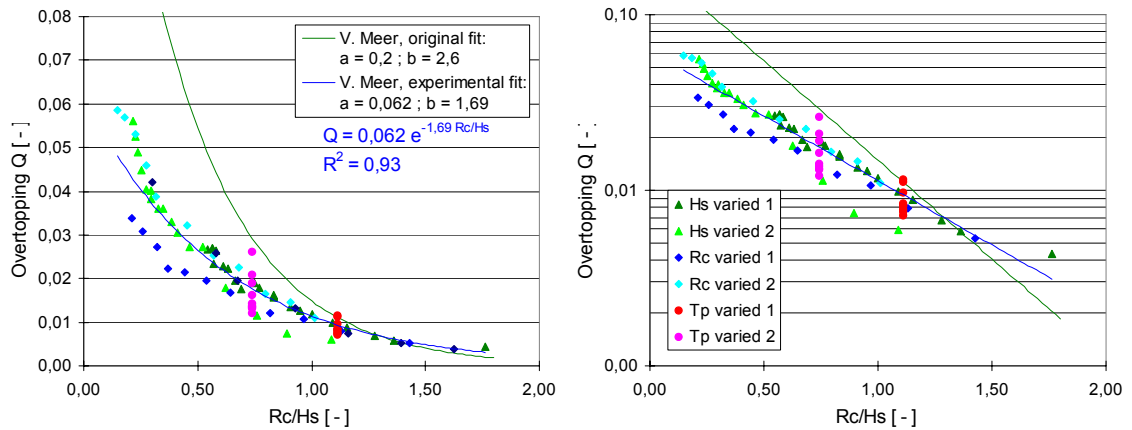 0,08
0,07
0,06
0,05
0,04
0,03
0,02
0,01
0,00
Overtopping Q [ - ]
0,00 0,50 1,00 1,50 2,00
Rc/Hs [ - ]
V. Meer, original fit:
a = 0,2 ; b = 2,6
V. Meer, experimental fit:
a = 0,062 ; b = 1,69
Q = 0,062 e^-1,69 Rc/Hs
R² = 0,93
0,10
0,01
0,00
Overtopping Q [ - ]
0,00 0,50 1,00 1,50 2,00
Rc/Hs [ - ]
Hs varied 1
Hs varied 2
Rc varied 1
Rc varied 2
Tp varied 1
Tp varied 2